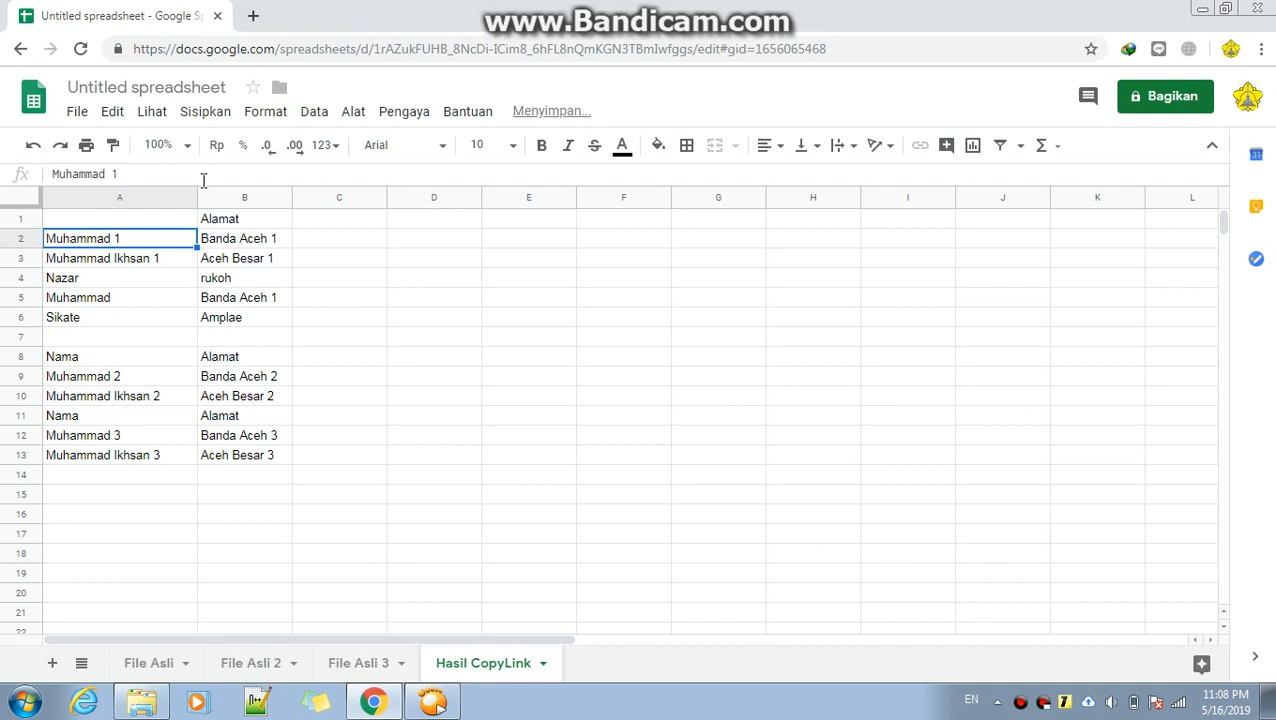 www.Bandicam.com
Untitled spreadsheet - Google Sp
https://docs.google.com/spreadsheets/d/1rAZukFUHB_8NcDi-ICim8_6hFL8nQmKGN3TBmIwfggs/edit#gid=1656065468
Untitled spreadsheet
File Edit Lihat Sisipkan Format Data Alat Pengaya Bantuan Menyimpan...
Bagikan
100% Rp % .0 .00 123 Arial 10 B I S A Σ
fx Muhammad 1
A B C D E F G H I J K L
1 Alamat
2 Muhammad 1 Banda Aceh 1
3 Muhammad Ikhsan 1 Aceh Besar 1
4 Nazar rukoh
5 Muhammad Banda Aceh 1
6 Sikate Amplae
7
8 Nama Alamat
9 Muhammad 2 Banda Aceh 2
10 Muhammad Ikhsan 2 Aceh Besar 2
11 Nama Alamat
12 Muhammad 3 Banda Aceh 3
13 Muhammad Ikhsan 3 Aceh Besar 3
14
15
16
17
18
19
20
21
22
File Asli File Asli 2 File Asli 3 Hasil CopyLink
EN 11:08 PM
5/16/2019